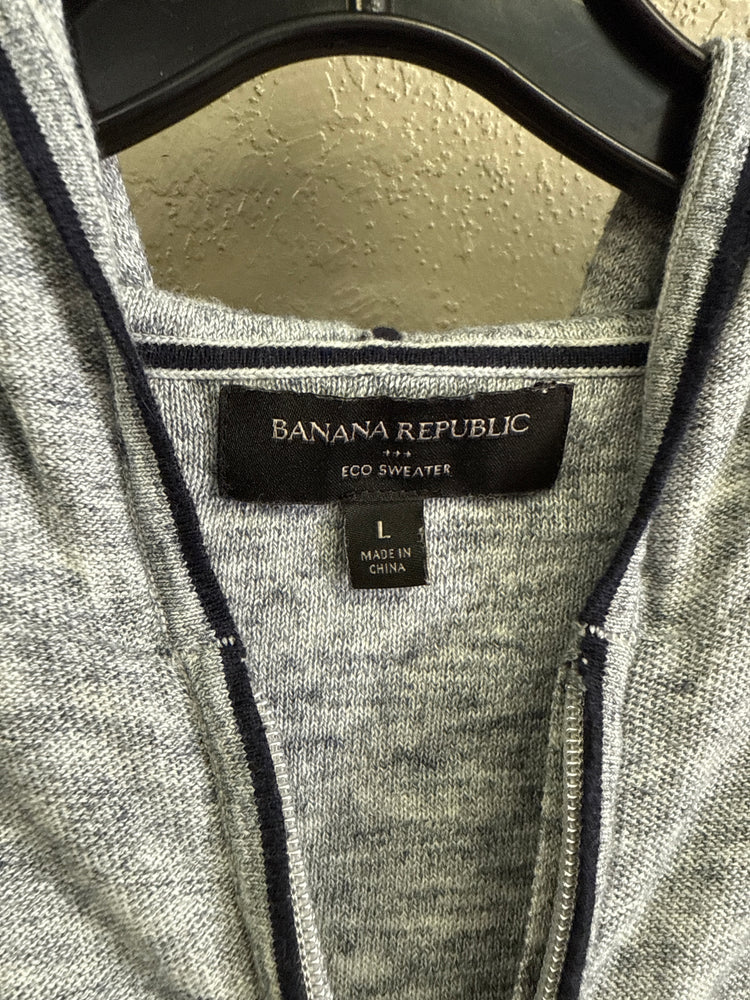 BANANA REPUBLIC
ECO SWEATER
L
MADE IN
CHINA